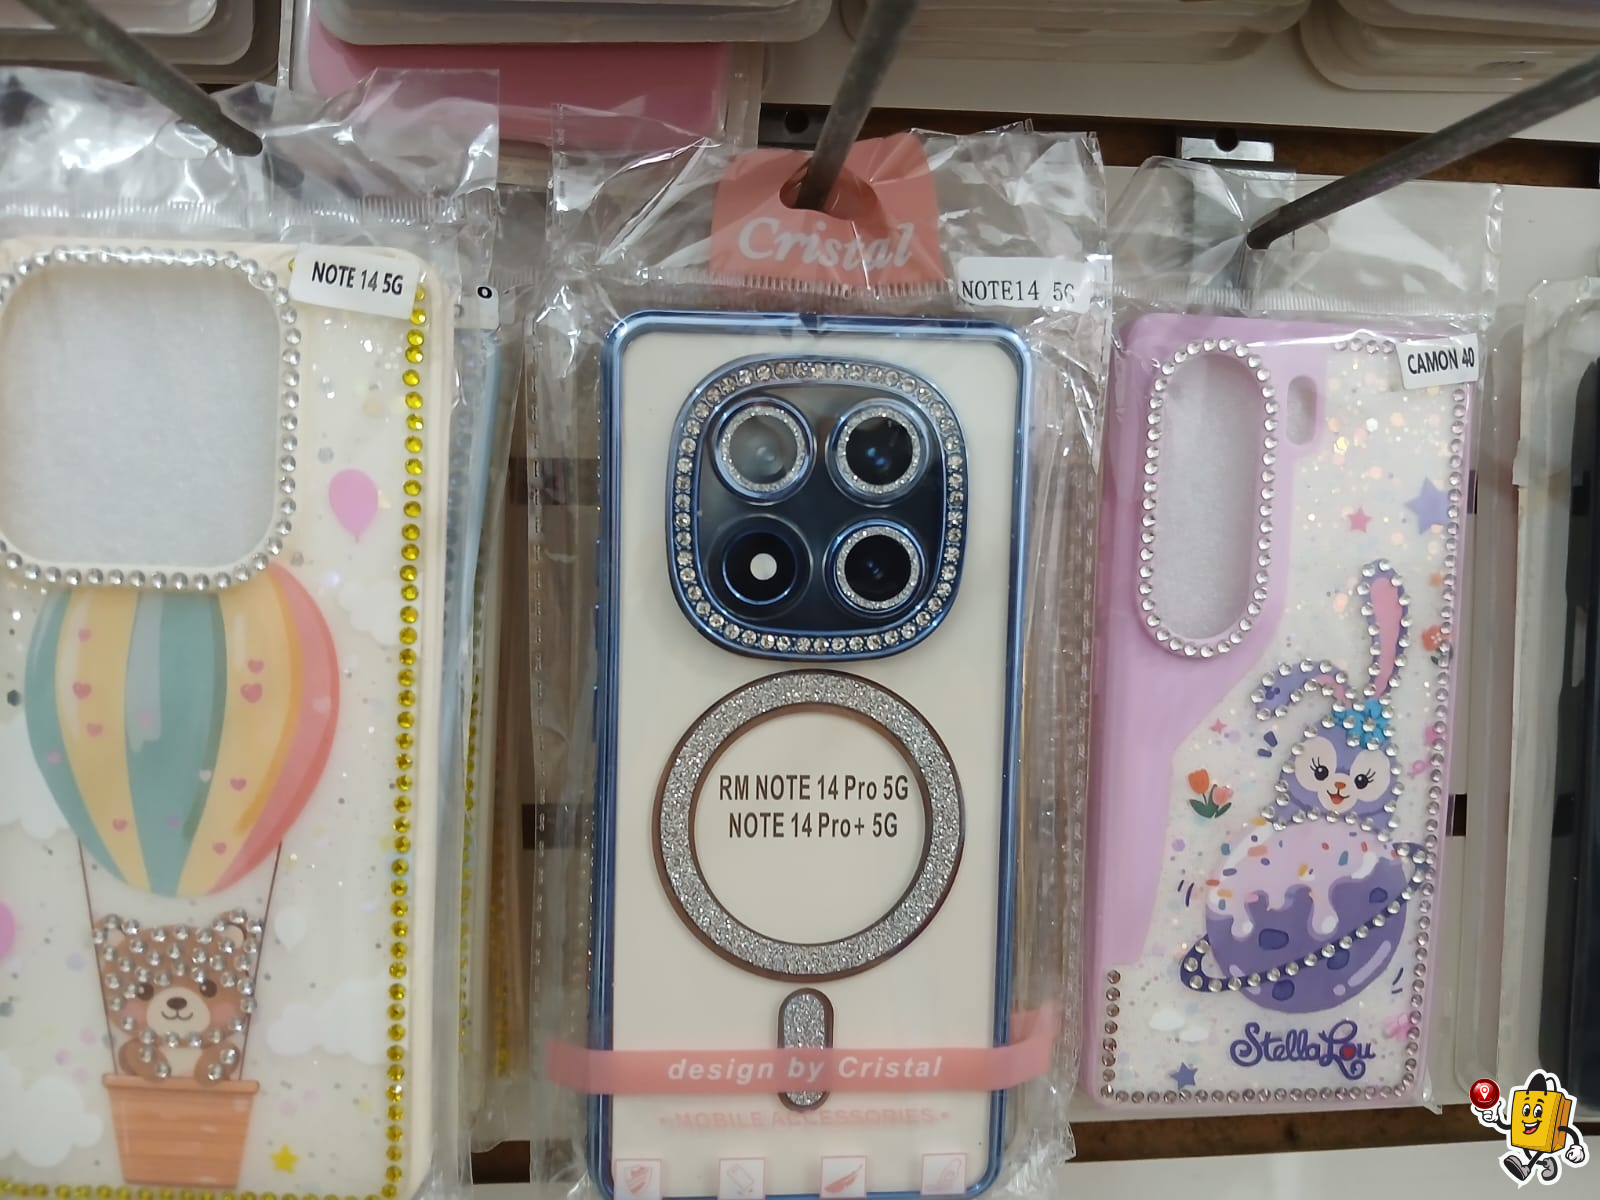 Cristal
NOTE 14 5G
O
NOTE14 5G
CAMON 40
RM NOTE 14 Pro 5G
NOTE 14 Pro+ 5G
StellaLou
design by Cristal
MOBILE ACCESSORIES